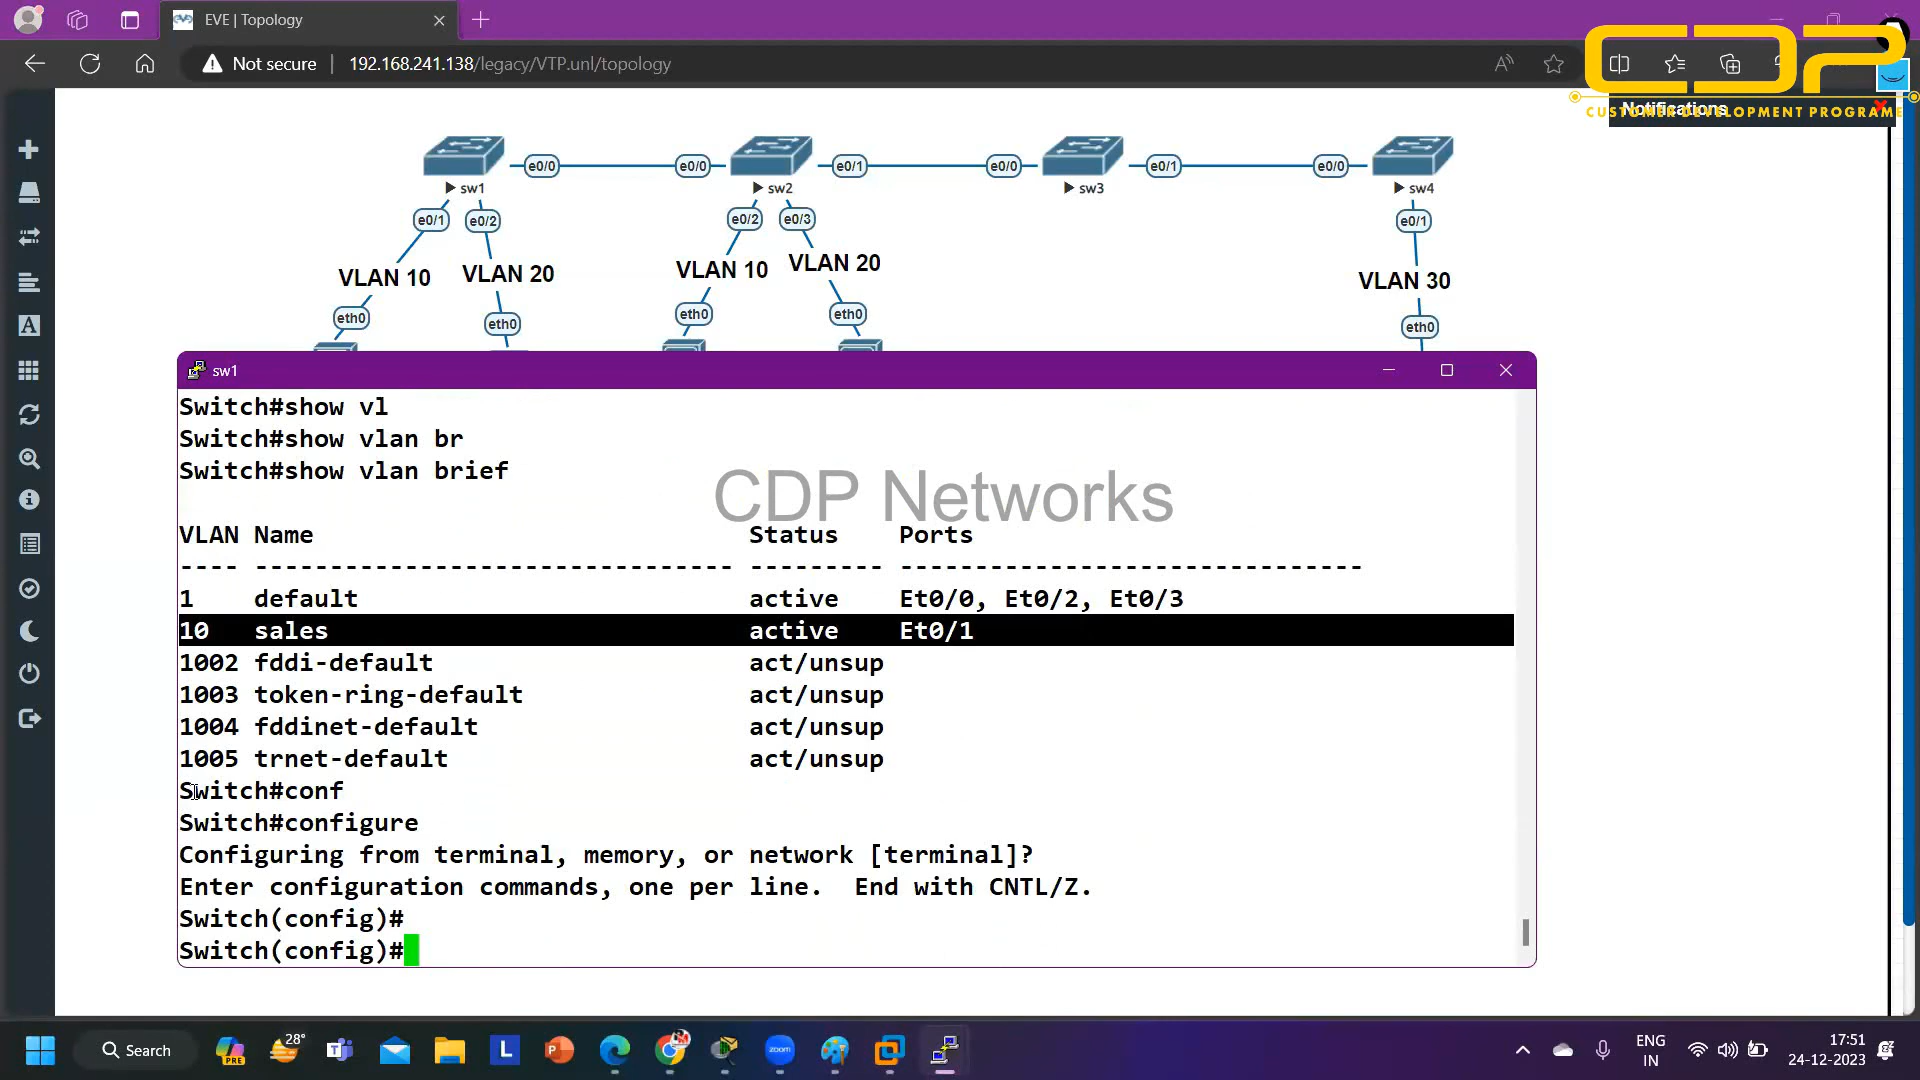 EVE | Topology
Not secure
192.168.241.138/legacy/VTP.unl/topology
CDP
CUSTOMER DEVELOPMENT PROGRAME
Notifications
e0/0 e0/0 e0/1 e0/0 e0/1 e0/0
sw1 sw2 sw3 sw4
e0/1 e0/2 e0/2 e0/3 e0/1
VLAN 10 VLAN 20 VLAN 10 VLAN 20 VLAN 30
eth0 eth0 eth0 eth0 eth0
sw1
Switch#show vl
Switch#show vlan br
Switch#show vlan brief
CDP Networks
VLAN Name Status Ports
---- -------------------------------- --------- -------------------------------
1 default active Et0/0, Et0/2, Et0/3
10 sales active Et0/1
1002 fddi-default act/unsup
1003 token-ring-default act/unsup
1004 fddinet-default act/unsup
1005 trnet-default act/unsup
Switch#conf
Switch#configure
Configuring from terminal, memory, or network [terminal]?
Enter configuration commands, one per line.  End with CNTL/Z.
Switch(config)#
Switch(config)#
Search
PRE
28°
L
zoom
ENG
IN
17:51
24-12-2023